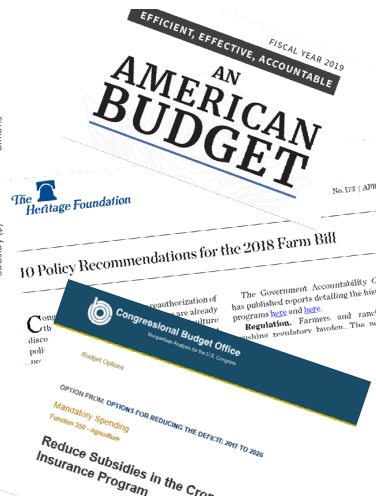 EFFICIENT, EFFECTIVE, ACCOUNTABLE
FISCAL YEAR 2019
AN
AMERICAN
BUDGET
The
Heritage Foundation
No. 173 | APR
10 Policy Recommendations for the 2018 Farm Bill
reauthorization of
are already
The Government Accountability
has published reports detailing the
programs here and here.
Regulation. Farmers and
regulatory burden.
Congressional Budget Office
Nonpartisan Analysis for the U.S. Congress
Budget Options
OPTION FROM: OPTIONS FOR REDUCING THE DEFICIT: 2017 TO 2026
Mandatory Spending
Function 350 - Agriculture
Reduce Subsidies in the Crop
Insurance Program